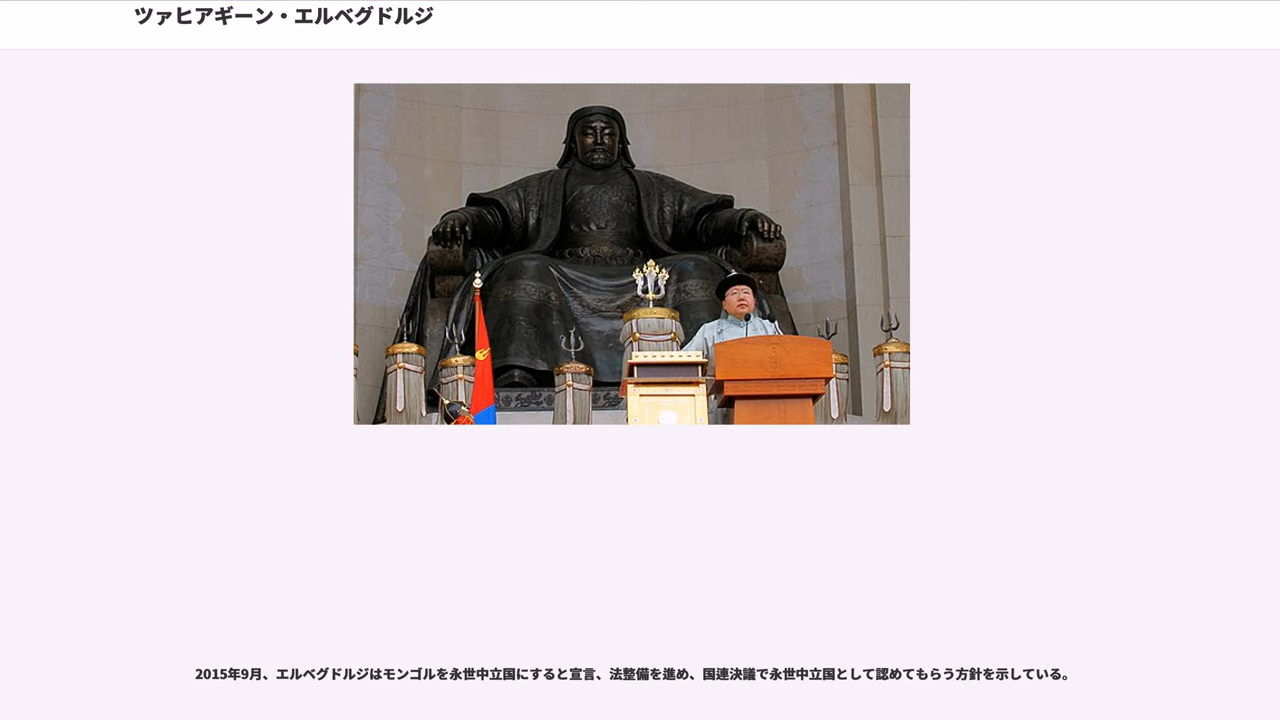 ツァヒアギーン・エルベグドルジ
2015年9月、エルベグドルジはモンゴルを永世中立国にすると宣言、法整備を進め、国連決議で永世中立国として認めてもらう方針を示している。